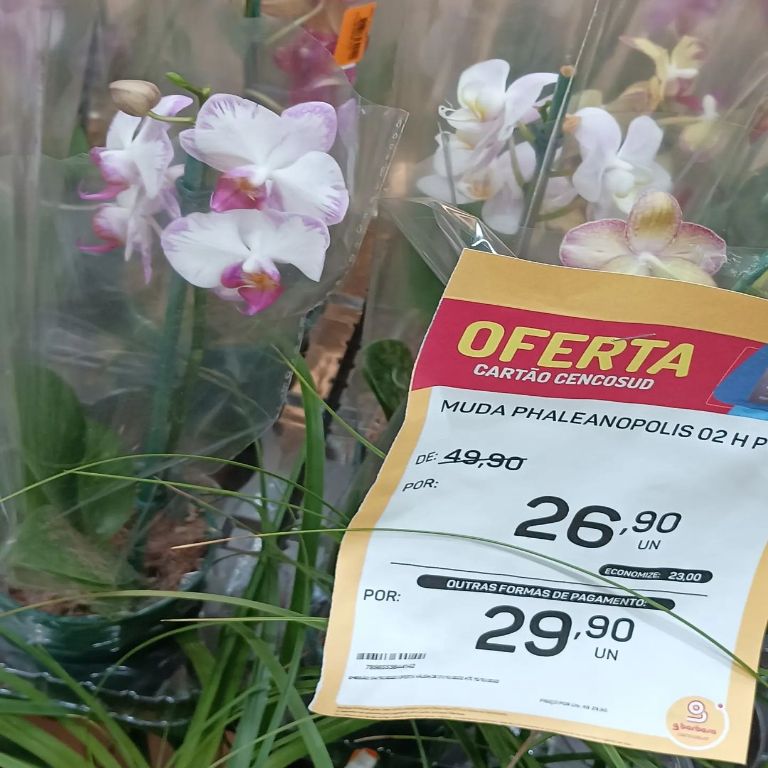 OFERTA
CARTÃO CENCOSUD
MUDA PHALEANOPOLIS 02 H P
DE: 49,90
POR:
26,90
UN
ECONOMIZE: 23,00
OUTRAS FORMAS DE PAGAMENTO:
POR:
29,90
UN
g barbosa